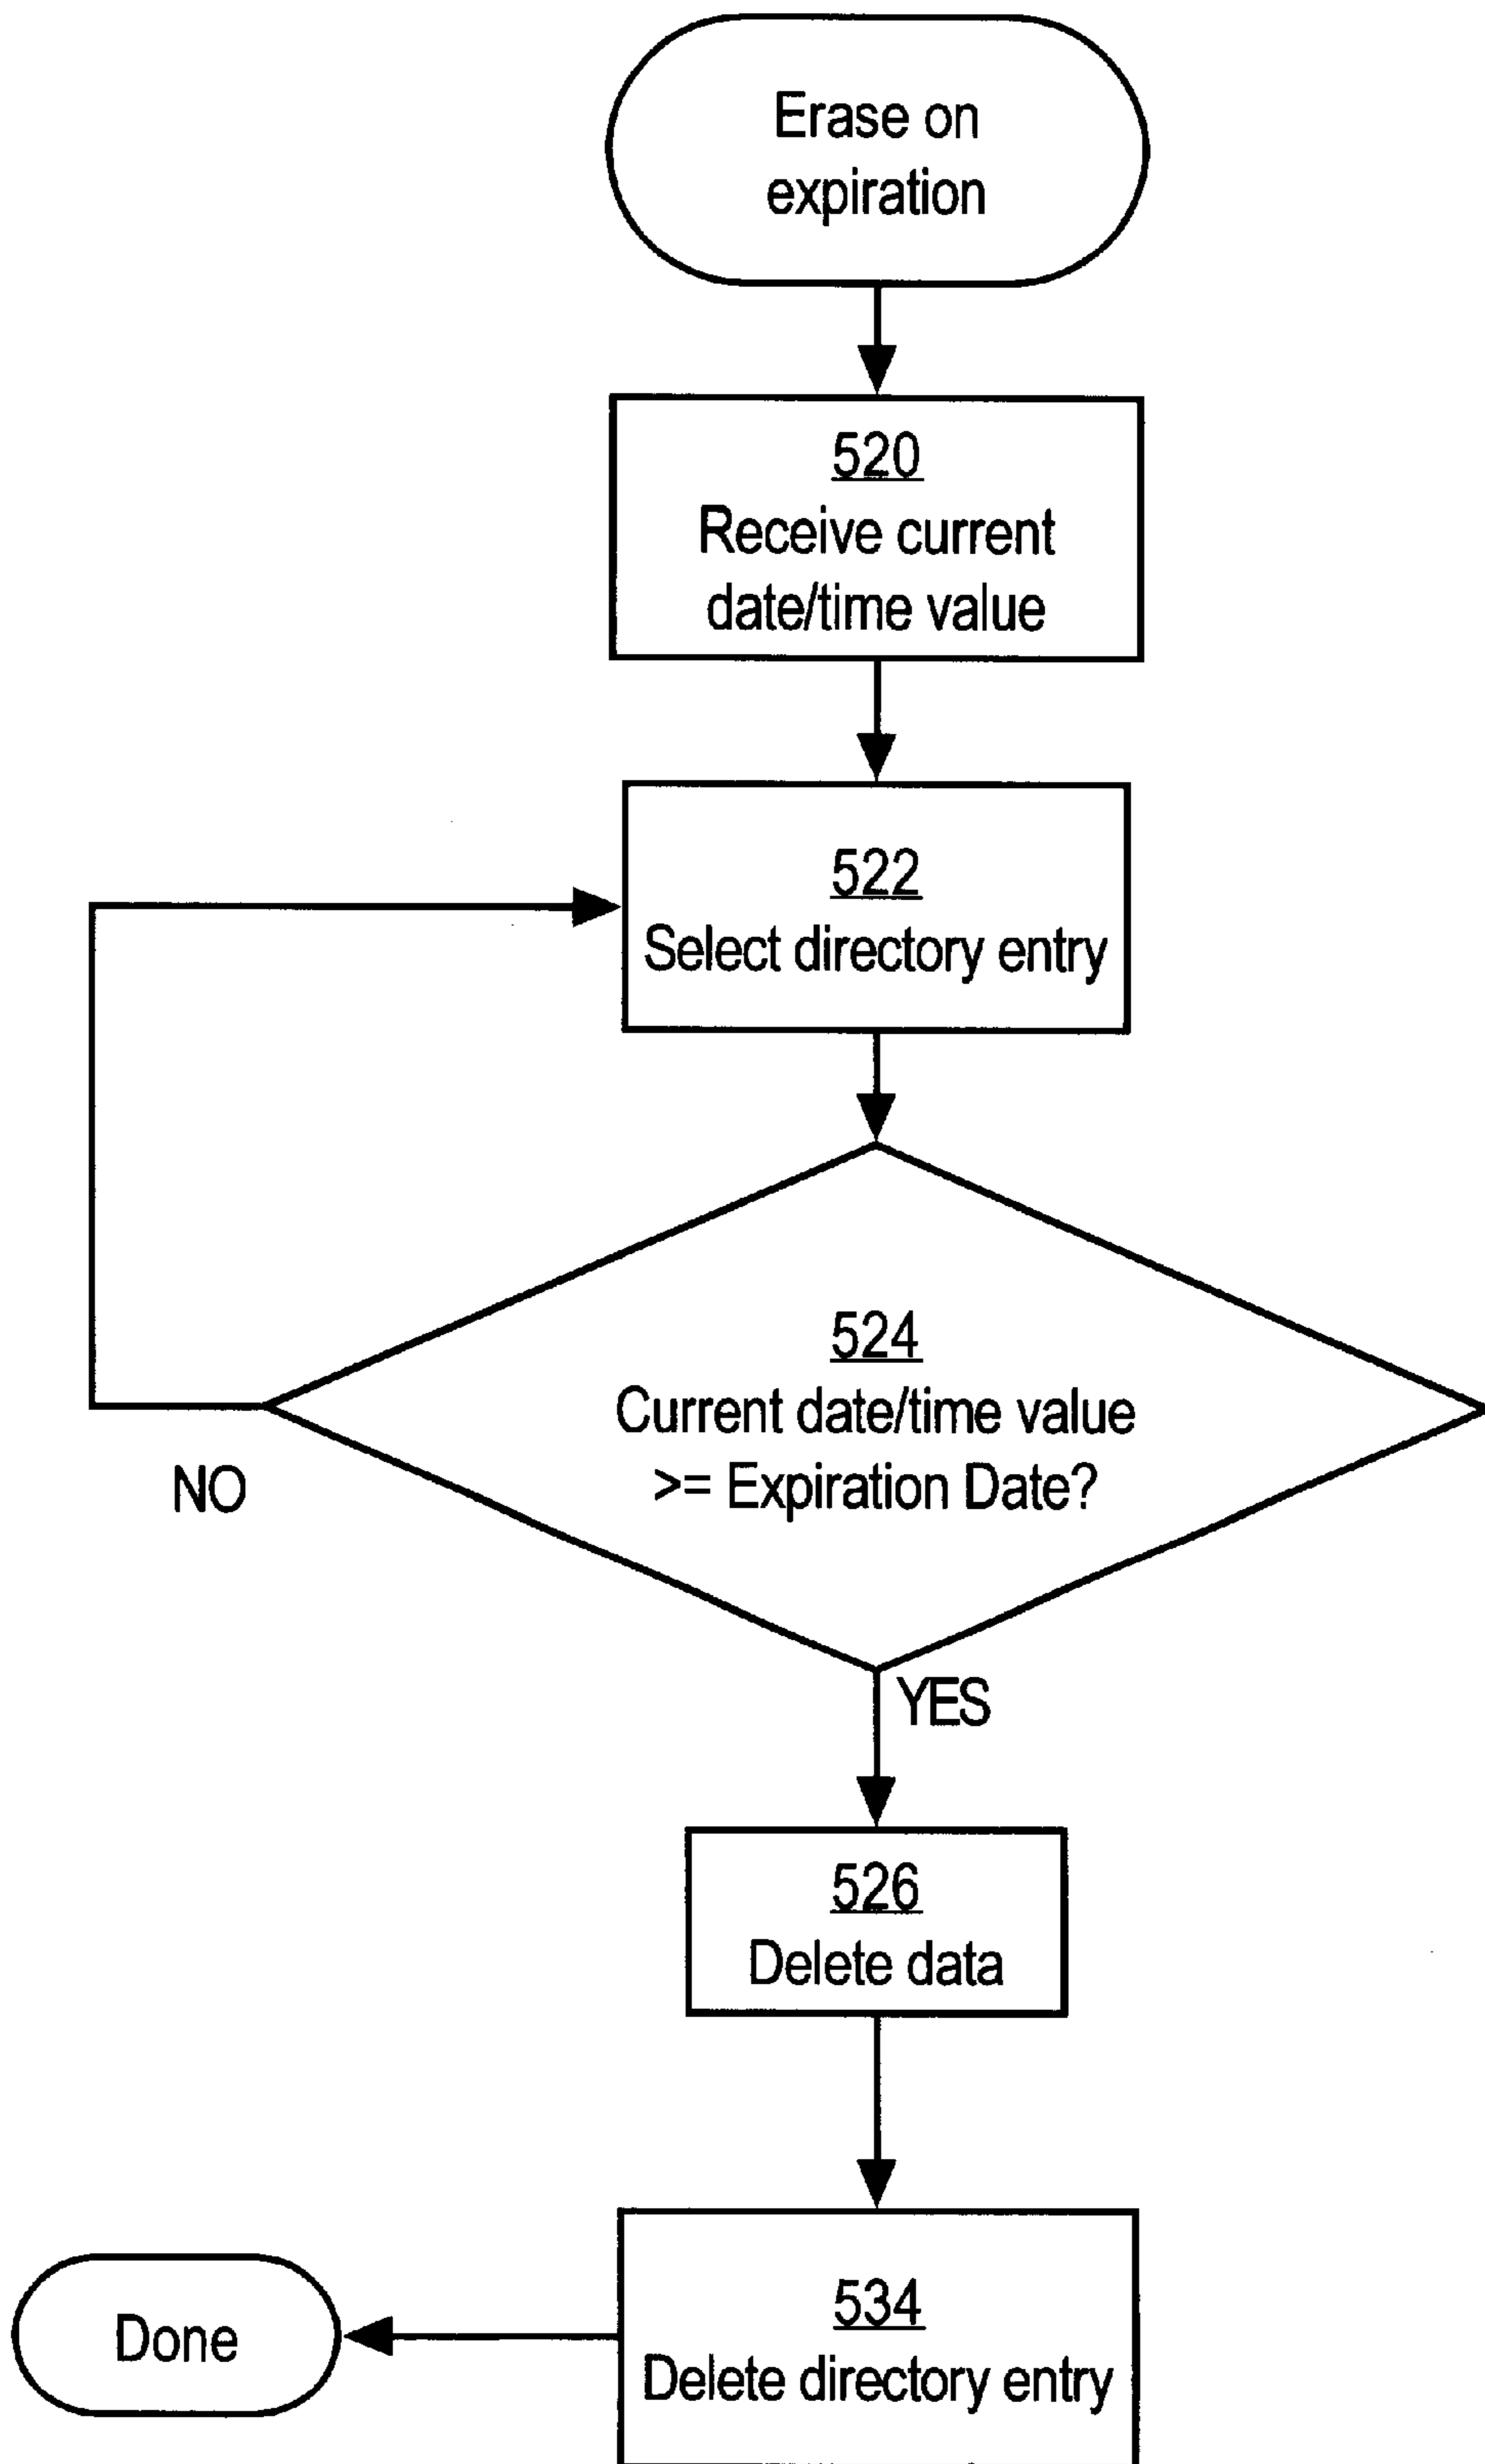 Erase on
expiration
520
Receive current
date/time value
522
Select directory entry
524
Current date/time value
>= Expiration Date?
NO
YES
526
Delete data
534
Delete directory entry
Done